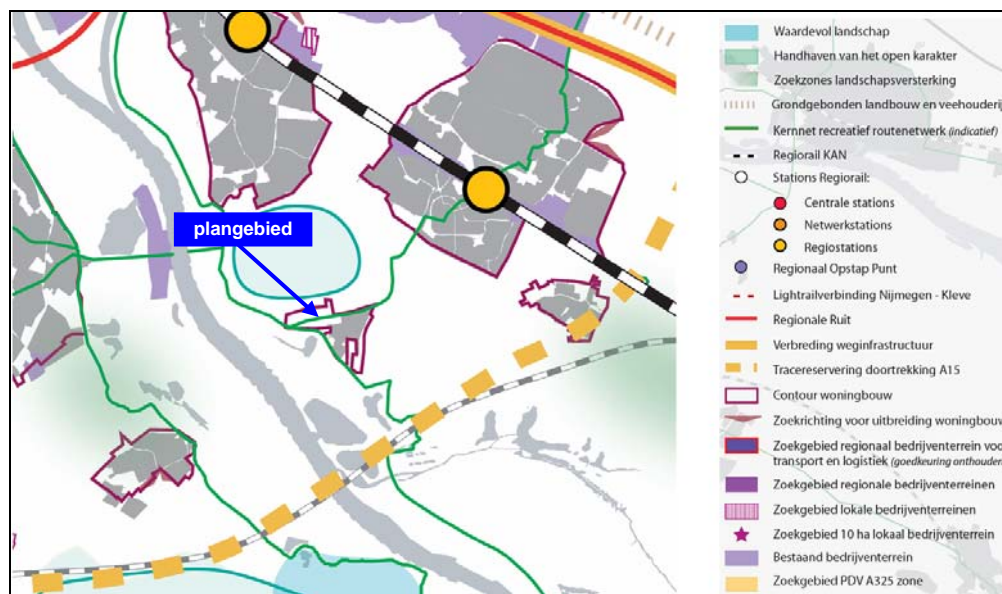 plangebied
Waardevol landschap
Handhaven van het open karakter
Zoekzones landschapsversterking
Grondgebonden landbouw en veehouderij
Kernnet recreatief routenetwerk (indicatief)
Regiorail KAN
Stations Regiorail:
Centrale stations
Netwerkstations
Regiostations
Regionaal Opstap Punt
Lightrailverbinding Nijmegen - Kleve
Regionale Ruit
Verbreding weginfrastructuur
Tracereservering doortrekking A15
Contour woningbouw
Zoekrichting voor uitbreiding woningbouw
Zoekgebied regionaal bedrijventerrein voo
transport en logistiek (goedkeuring onthouden
Zoekgebied regionale bedrijventerreinen
Zoekgebied lokale bedrijventerreinen
Zoekgebied 10 ha lokaal bedrijventerrein
Bestaand bedrijventerrein
Zoekgebied PDV A325 zone